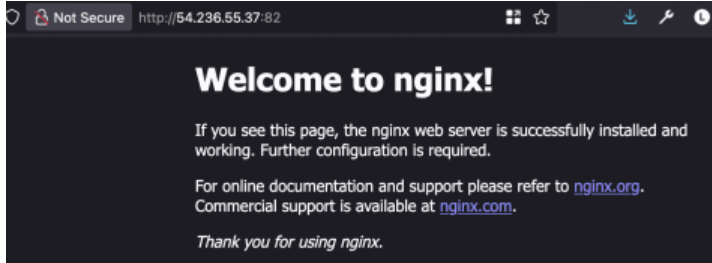 Not Secure http://54.236.55.37:82
Welcome to nginx!
If you see this page, the nginx web server is successfully installed and
working. Further configuration is required.
For online documentation and support please refer to nginx.org.
Commercial support is available at nginx.com.
Thank you for using nginx.